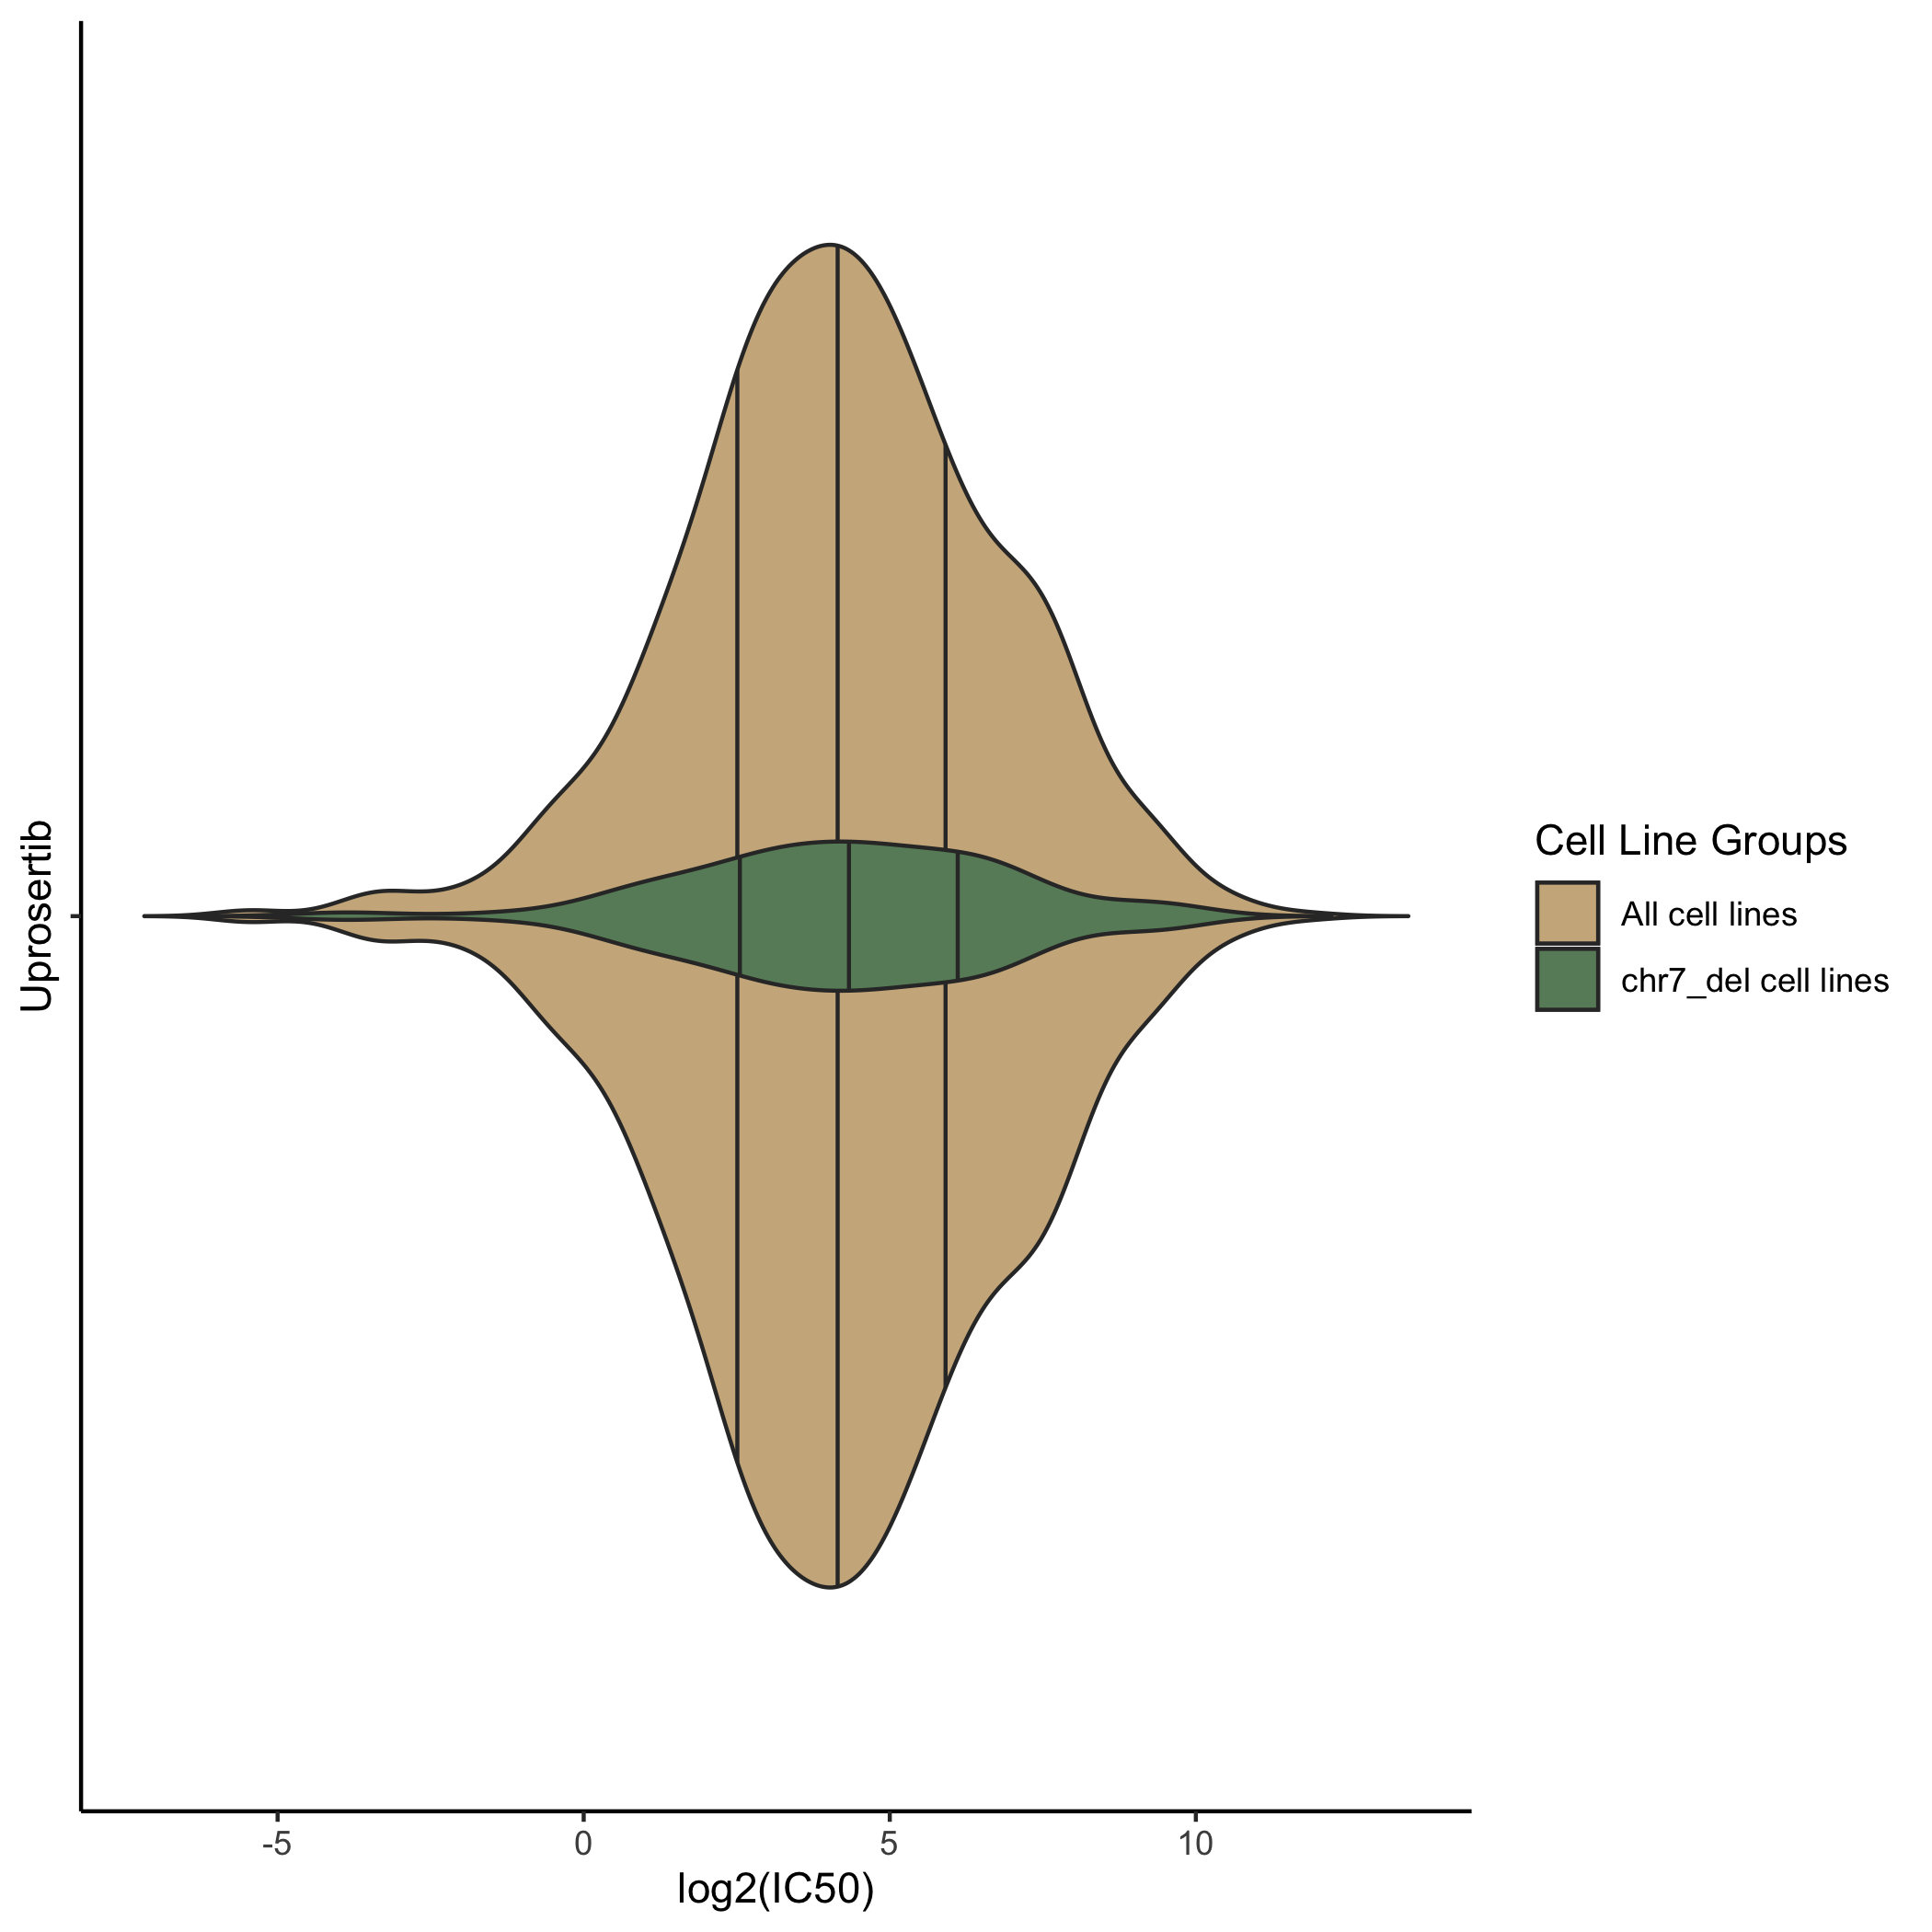 Uprosertib
-5
0
5
10
log2(IC50)
Cell Line Groups
All cell lines
chr7_del cell lines